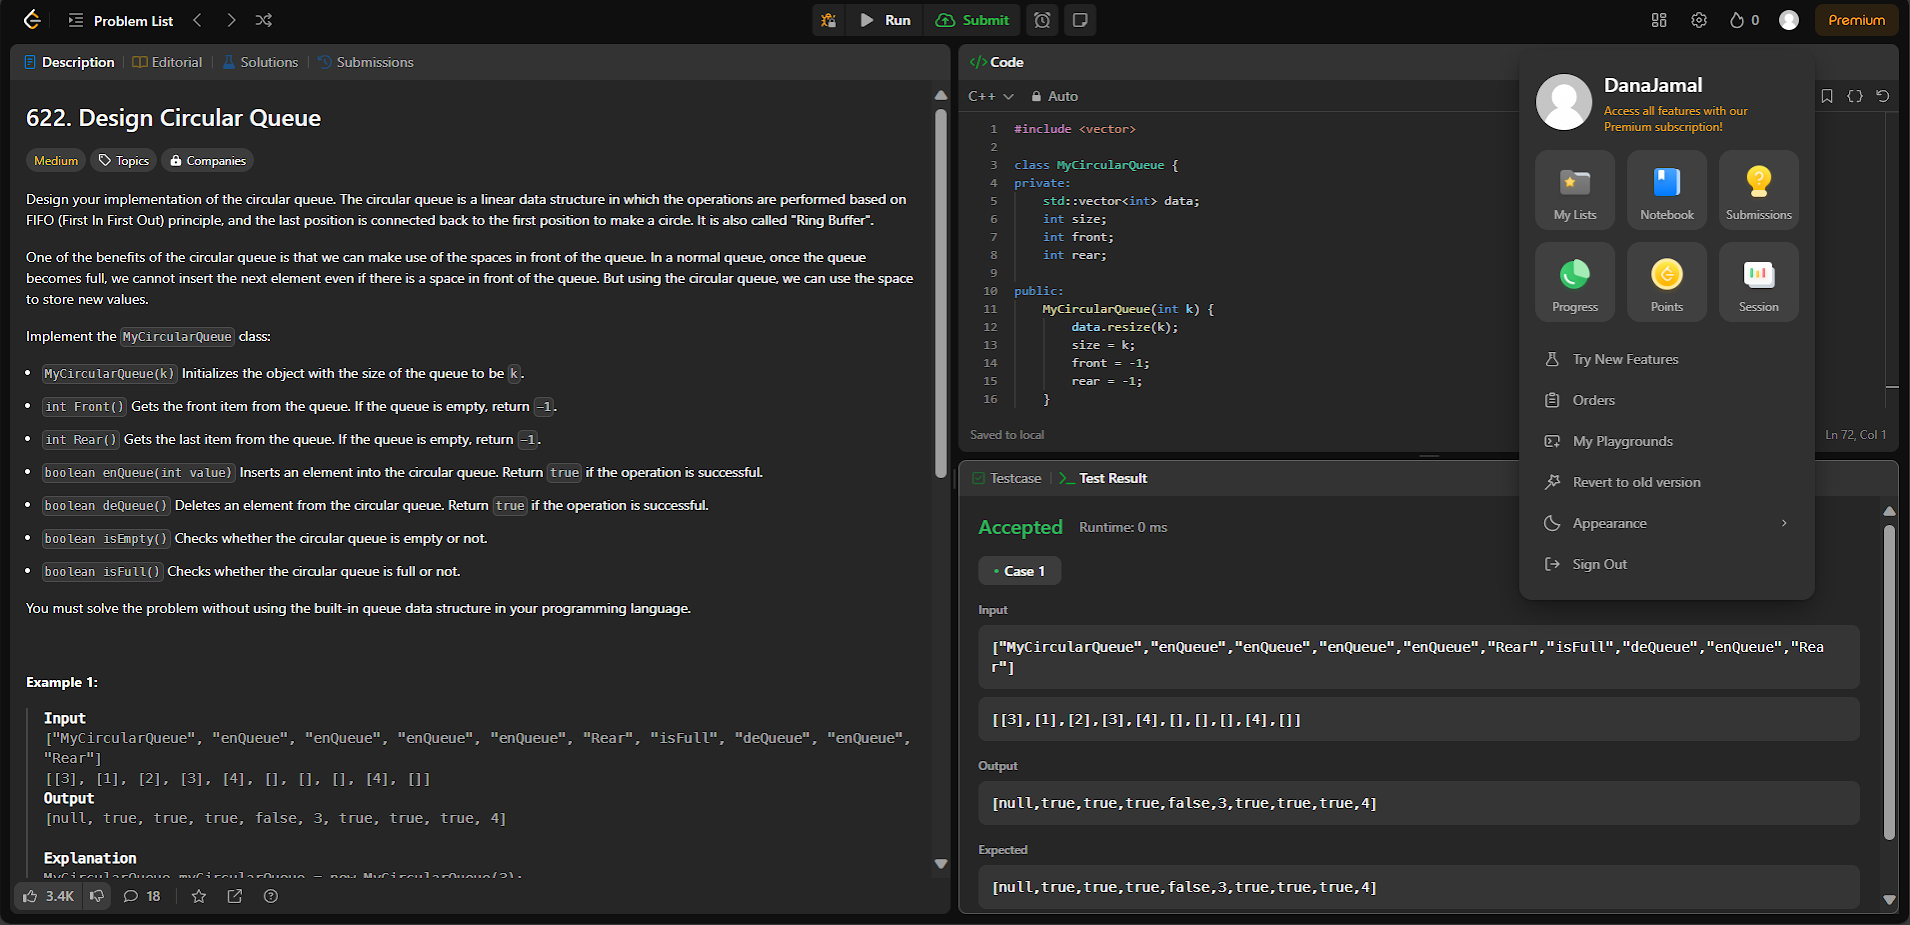 Problem List
Run
Submit
0
Premium
Description
Editorial
Solutions
Submissions
622. Design Circular Queue
Medium
Topics
Companies
Design your implementation of the circular queue. The circular queue is a linear data structure in which the operations are performed based on
FIFO (First In First Out) principle, and the last position is connected back to the first position to make a circle. It is also called "Ring Buffer".
One of the benefits of the circular queue is that we can make use of the spaces in front of the queue. In a normal queue, once the queue
becomes full, we cannot insert the next element even if there is a space in front of the queue. But using the circular queue, we can use the space
to store new values.
Implement the MyCircularQueue class:
• MyCircularQueue(k) Initializes the object with the size of the queue to be k.
• int Front() Gets the front item from the queue. If the queue is empty, return -1.
• int Rear() Gets the last item from the queue. If the queue is empty, return -1.
• boolean enQueue(int value) Inserts an element into the circular queue. Return true if the operation is successful.
• boolean deQueue() Deletes an element from the circular queue. Return true if the operation is successful.
• boolean isEmpty() Checks whether the circular queue is empty or not.
• boolean isFull() Checks whether the circular queue is full or not.
You must solve the problem without using the built-in queue data structure in your programming language.
Example 1:
Input
["MyCircularQueue", "enQueue", "enQueue", "enQueue", "enQueue", "Rear", "isFull", "deQueue", "enQueue",
"Rear"]
[[3], [1], [2], [3], [4], [], [], [], [4], []]
Output
[null, true, true, true, false, 3, true, true, true, 4]
Explanation
MyCircularQueue myCircularQueue = new MyCircularQueue(3);
3.4K
18
</> Code
C++
Auto
1 #include <vector>
2
3 class MyCircularQueue {
4 private:
5 std::vector<int> data;
6 int size;
7 int front;
8 int rear;
9
10 public:
11 MyCircularQueue(int k) {
12 data.resize(k);
13 size = k;
14 front = -1;
15 rear = -1;
16 }
Saved to local
Ln 72, Col 1
Testcase
Test Result
Accepted
Runtime: 0 ms
• Case 1
Input
["MyCircularQueue","enQueue","enQueue","enQueue","enQueue","Rear","isFull","deQueue","enQueue","Rea
r"]
[[3],[1],[2],[3],[4],[],[],[],[4],[]]
Output
[null,true,true,true,false,3,true,true,true,4]
Expected
[null,true,true,true,false,3,true,true,true,4]
DanaJamal
Access all features with our
Premium subscription!
My Lists
Notebook
Submissions
Progress
Points
Session
Try New Features
Orders
My Playgrounds
Revert to old version
Appearance
Sign Out